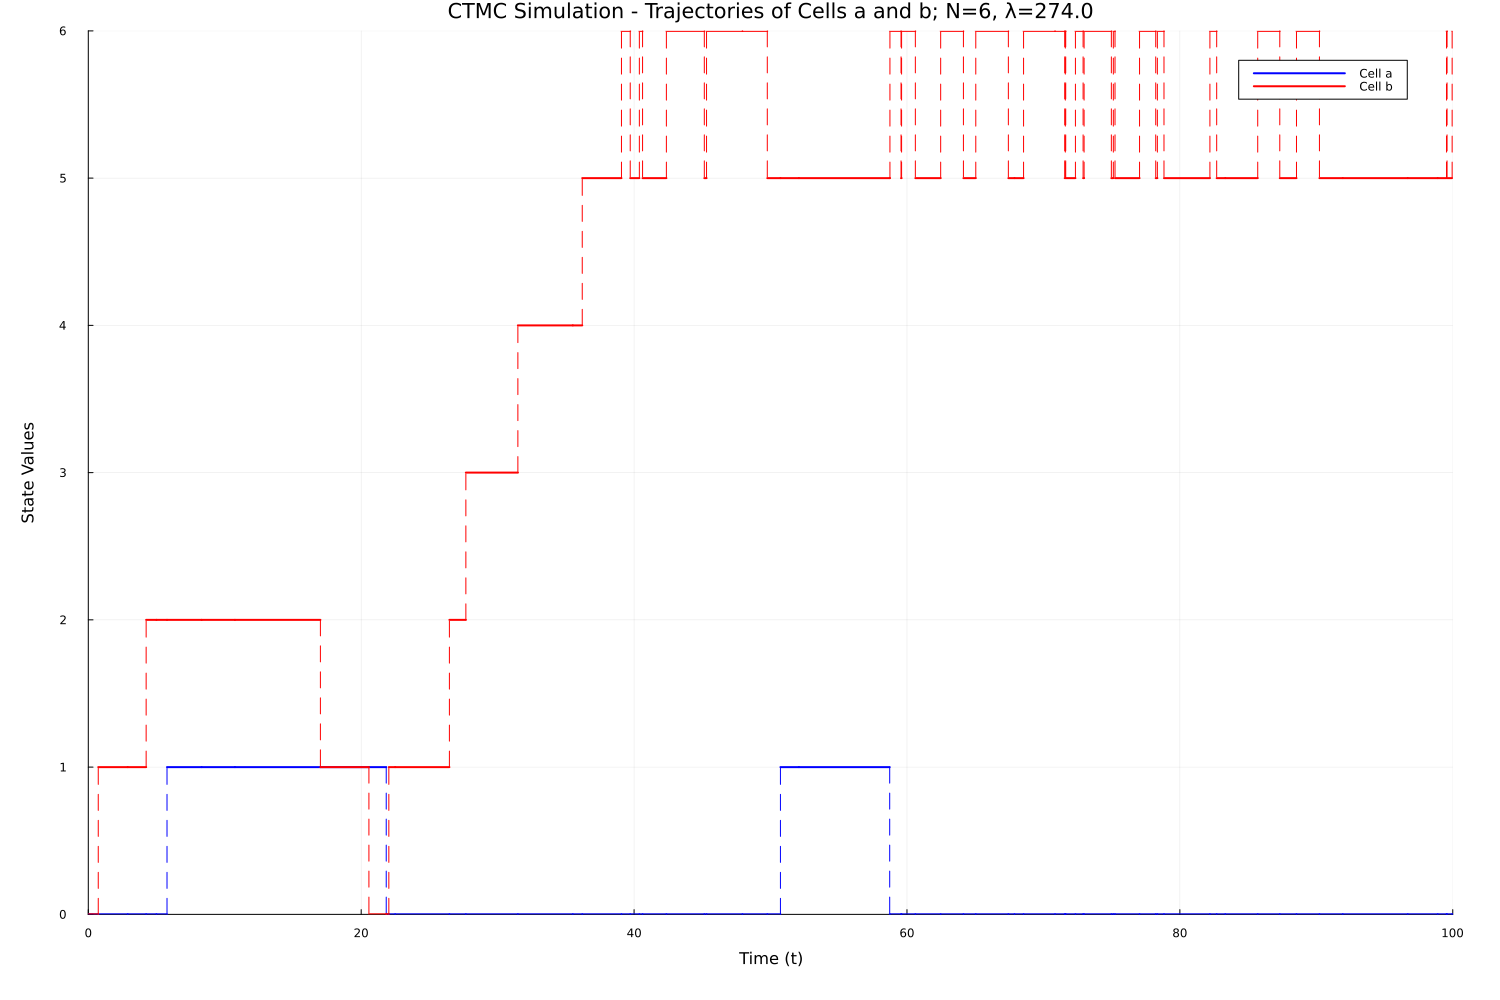 CTMC Simulation - Trajectories of Cells a and b; N=6, λ=274.0
6
Cell a
Cell b
5
4
State Values
3
2
1
0
0 20 40 60 80 100
Time (t)